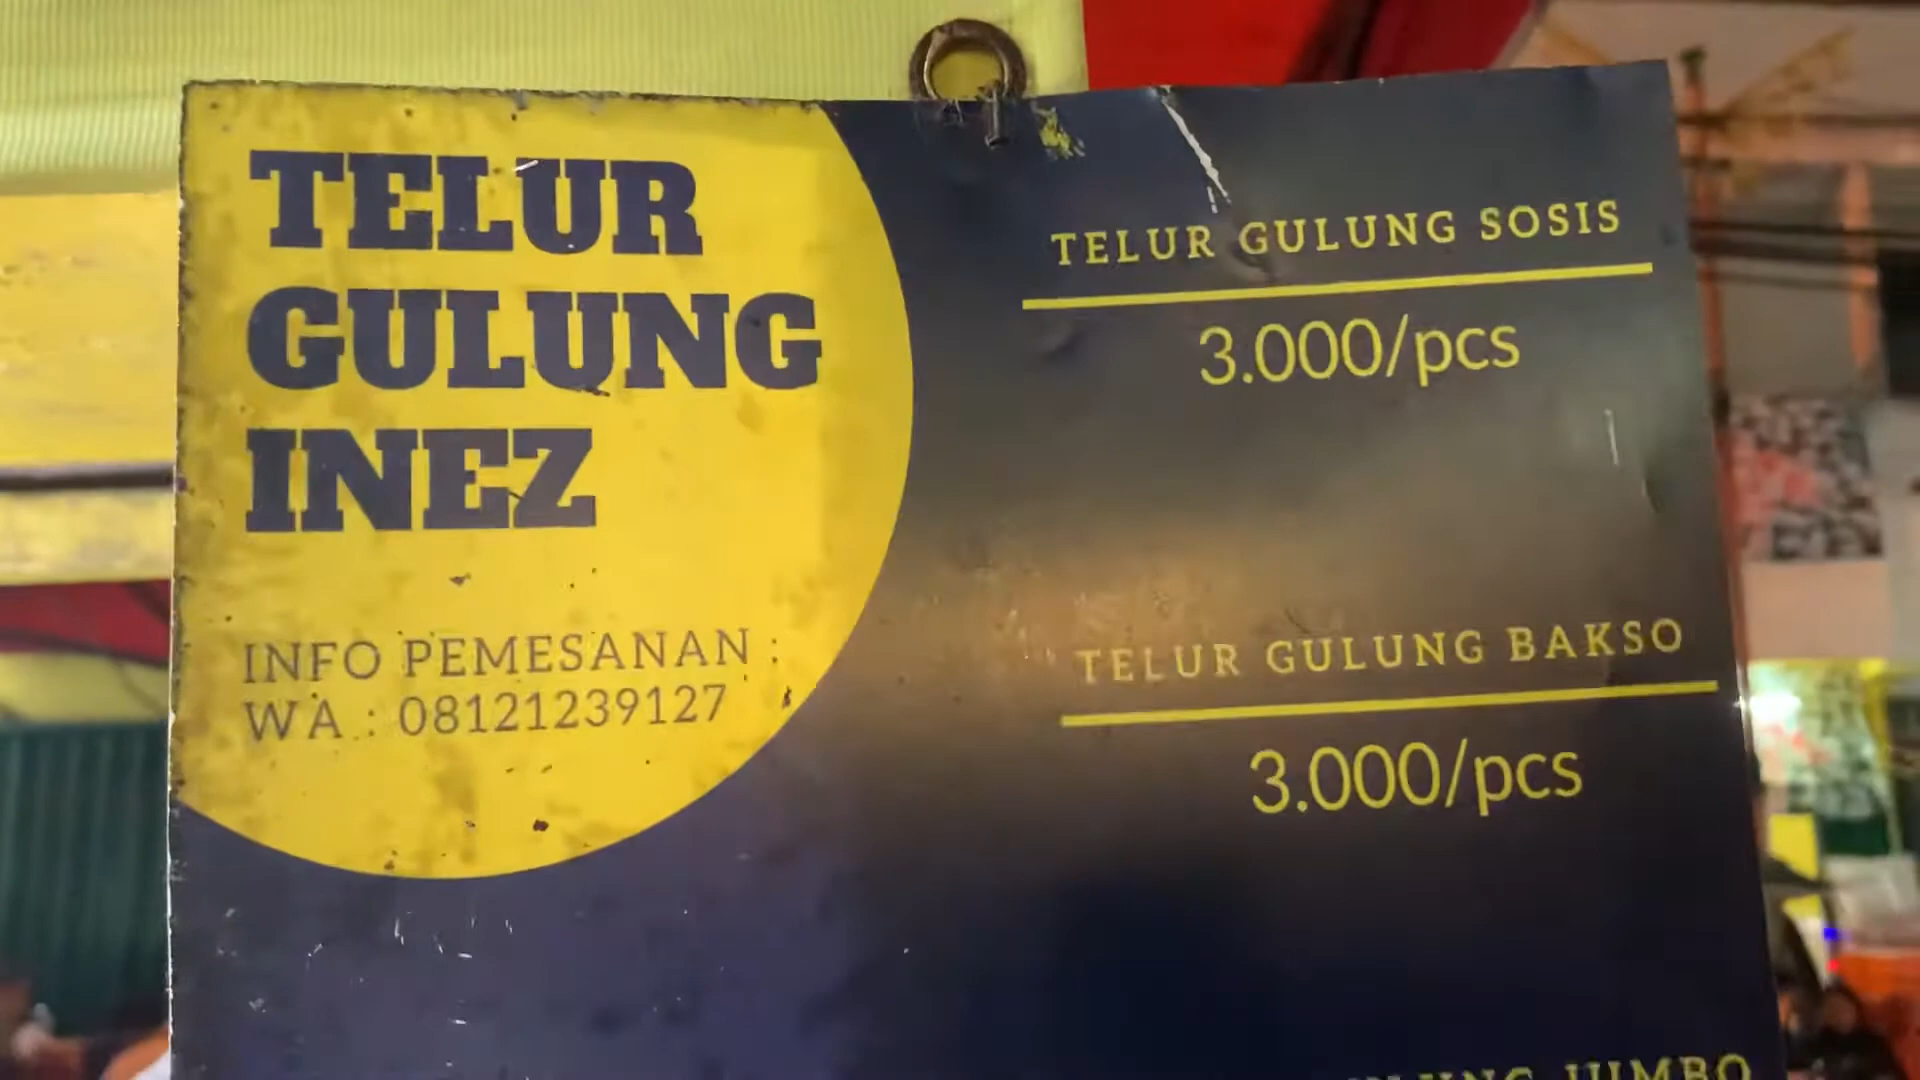 TELUR
GULUNG
INEZ
INFO PEMESANAN :
WA : 08121239127
TELUR GULUNG SOSIS
3.000/pcs
TELUR GULUNG BAKSO
3.000/pcs
JUMBO